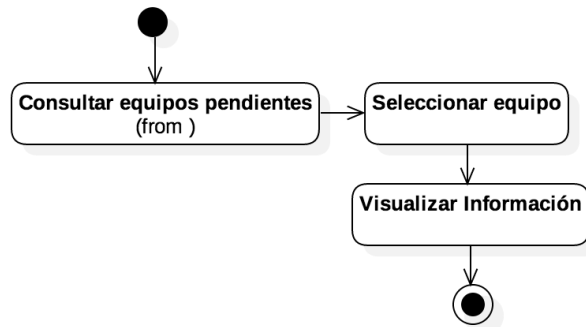 Consultar equipos pendientes
(from )
Seleccionar equipo
Visualizar Información